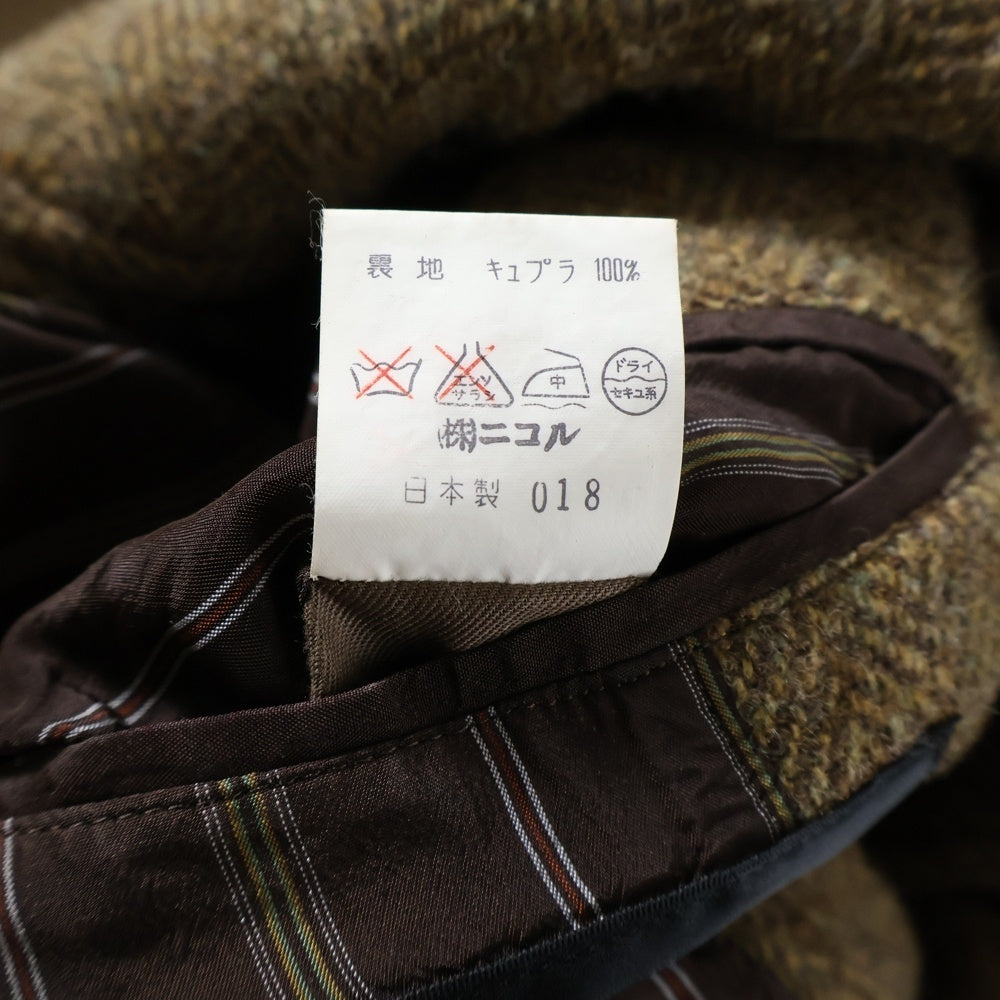 裏地 キュプラ 100%
エンソサラシ 中 ドライ セキユ系
(株)ニコル
日本製 018